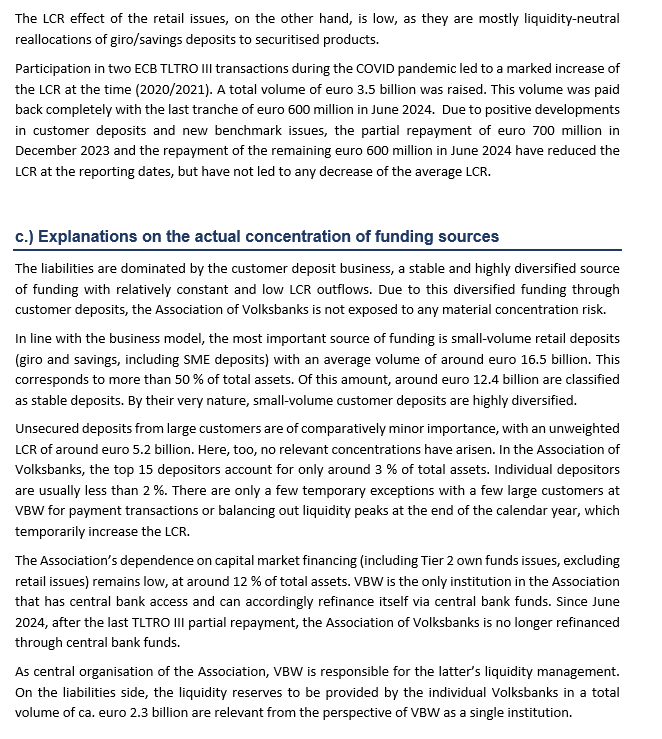 The LCR effect of the retail issues, on the other hand, is low, as they are mostly liquidity-neutral
reallocations of giro/savings deposits to securitised products.
Participation in two ECB TLTRO III transactions during the COVID pandemic led to a marked increase of
the LCR at the time (2020/2021). A total volume of euro 3.5 billion was raised. This volume was paid
back completely with the last tranche of euro 600 million in June 2024. Due to positive developments
in customer deposits and new benchmark issues, the partial repayment of euro 700 million in
December 2023 and the repayment of the remaining euro 600 million in June 2024 have reduced the
LCR at the reporting dates, but have not led to any decrease of the average LCR.
c.) Explanations on the actual concentration of funding sources
The liabilities are dominated by the customer deposit business, a stable and highly diversified source
of funding with relatively constant and low LCR outflows. Due to this diversified funding through
customer deposits, the Association of Volksbanks is not exposed to any material concentration risk.
In line with the business model, the most important source of funding is small-volume retail deposits
(giro and savings, including SME deposits) with an average volume of around euro 16.5 billion. This
corresponds to more than 50 % of total assets. Of this amount, around euro 12.4 billion are classified
as stable deposits. By their very nature, small-volume customer deposits are highly diversified.
Unsecured deposits from large customers are of comparatively minor importance, with an unweighted
LCR of around euro 5.2 billion. Here, too, no relevant concentrations have arisen. In the Association of
Volksbanks, the top 15 depositors account for only around 3 % of total assets. Individual depositors
are usually less than 2 %. There are only a few temporary exceptions with a few large customers at
VBW for payment transactions or balancing out liquidity peaks at the end of the calendar year, which
temporarily increase the LCR.
The Association's dependence on capital market financing (including Tier 2 own funds issues, excluding
retail issues) remains low, at around 12 % of total assets. VBW is the only institution in the Association
that has central bank access and can accordingly refinance itself via central bank funds. Since June
2024, after the last TLTRO III partial repayment, the Association of Volksbanks is no longer refinanced
through central bank funds.
As central organisation of the Association, VBW is responsible for the latter's liquidity management.
On the liabilities side, the liquidity reserves to be provided by the individual Volksbanks in a total
volume of ca. euro 2.3 billion are relevant from the perspective of VBW as a single institution.